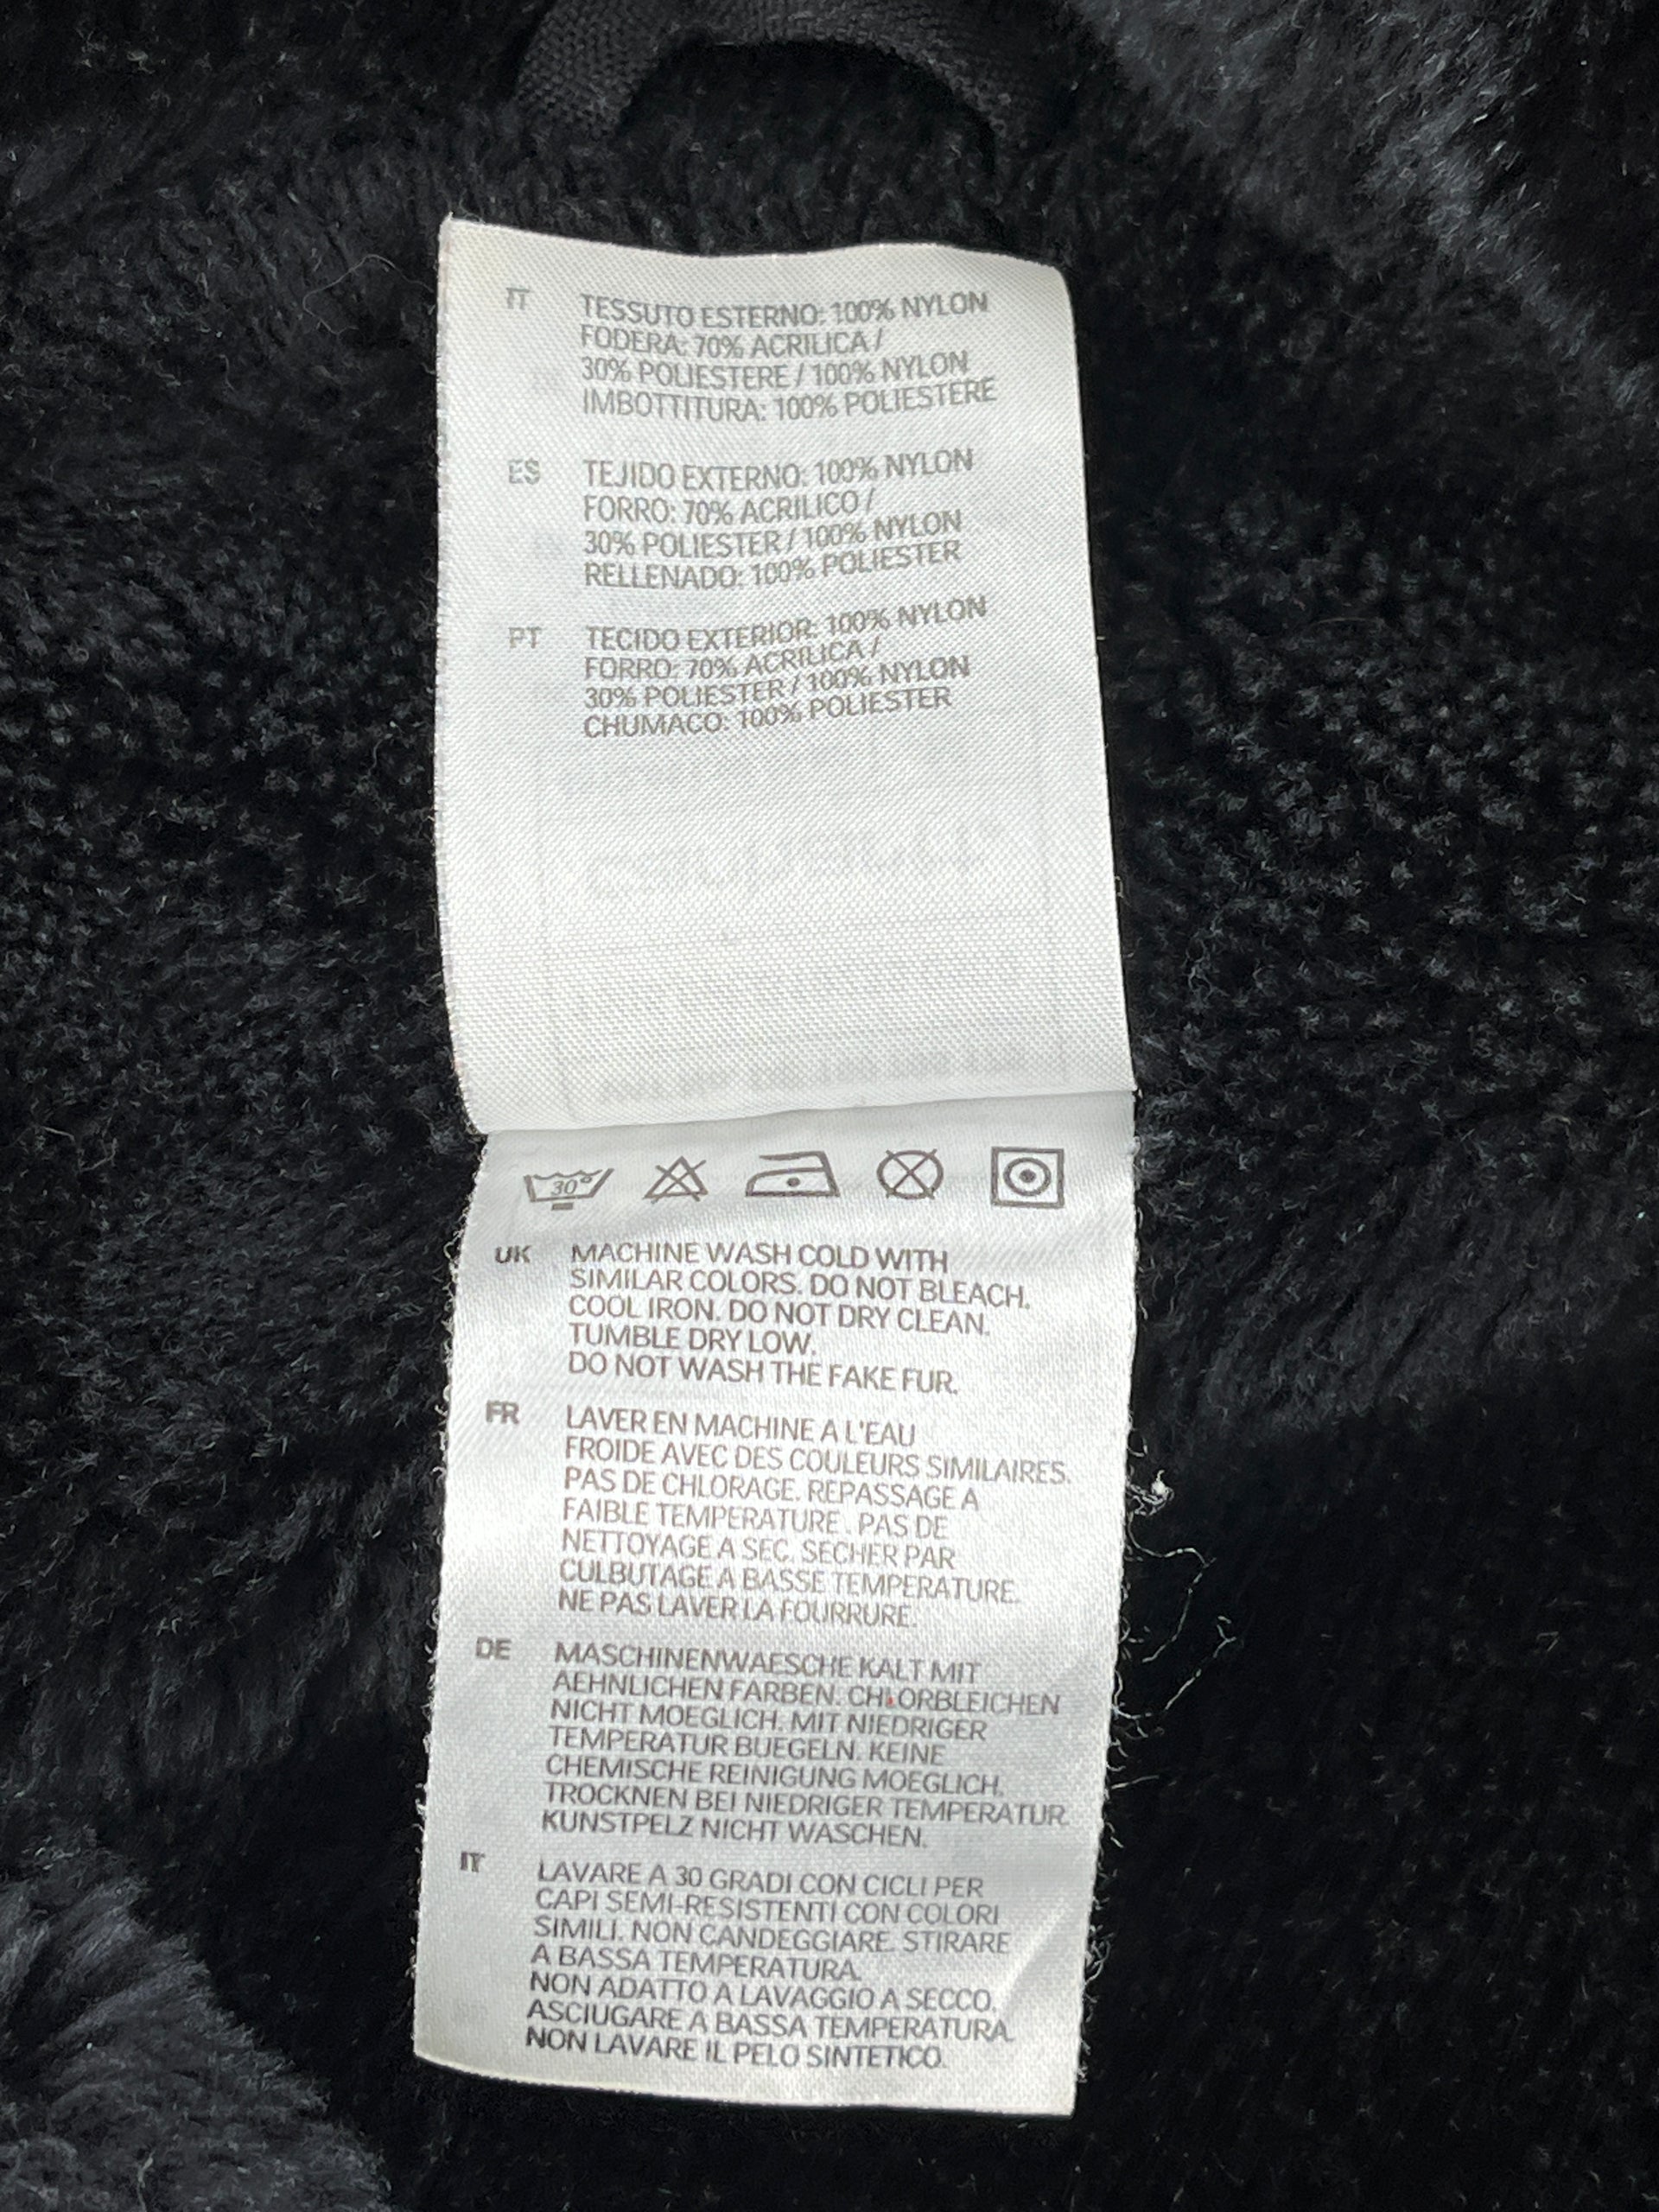 IT TESSUTO ESTERNO: 100% NYLON
FODERA: 70% ACRILICA /
30% POLIESTERE / 100% NYLON
IMBOTTITURA: 100% POLIESTERE
ES TEJIDO EXTERNO: 100% NYLON
FORRO: 70% ACRILICO /
30% POLIESTER / 100% NYLON
RELLENADO: 100% POLIESTER
PT TECIDO EXTERIOR: 100% NYLON
FORRO: 70% ACRILICA /
30% POLIESTER / 100% NYLON
CHUMACO: 100% POLIESTER
30°
UK MACHINE WASH COLD WITH
SIMILAR COLORS. DO NOT BLEACH.
COOL IRON. DO NOT DRY CLEAN.
TUMBLE DRY LOW.
DO NOT WASH THE FAKE FUR.
FR LAVER EN MACHINE A L'EAU
FROIDE AVEC DES COULEURS SIMILAIRES.
PAS DE CHLORAGE. REPASSAGE A
FAIBLE TEMPERATURE . PAS DE
NETTOYAGE A SEC. SECHER PAR
CULBUTAGE A BASSE TEMPERATURE.
NE PAS LAVER LA FOURRURE.
DE MASCHINENWAESCHE KALT MIT
AEHNLICHEN FARBEN. CHLORBLEICHEN
NICHT MOEGLICH. MIT NIEDRIGER
TEMPERATUR BUEGELN. KEINE
CHEMISCHE REINIGUNG MOEGLICH.
TROCKNEN BEI NIEDRIGER TEMPERATUR.
KUNSTPELZ NICHT WASCHEN.
IT LAVARE A 30 GRADI CON CICLI PER
CAPI SEMI-RESISTENTI CON COLORI
SIMILI. NON CANDEGGIARE. STIRARE
A BASSA TEMPERATURA.
NON ADATTO A LAVAGGIO A SECCO.
ASCIUGARE A BASSA TEMPERATURA.
NON LAVARE IL PELO SINTETICO.